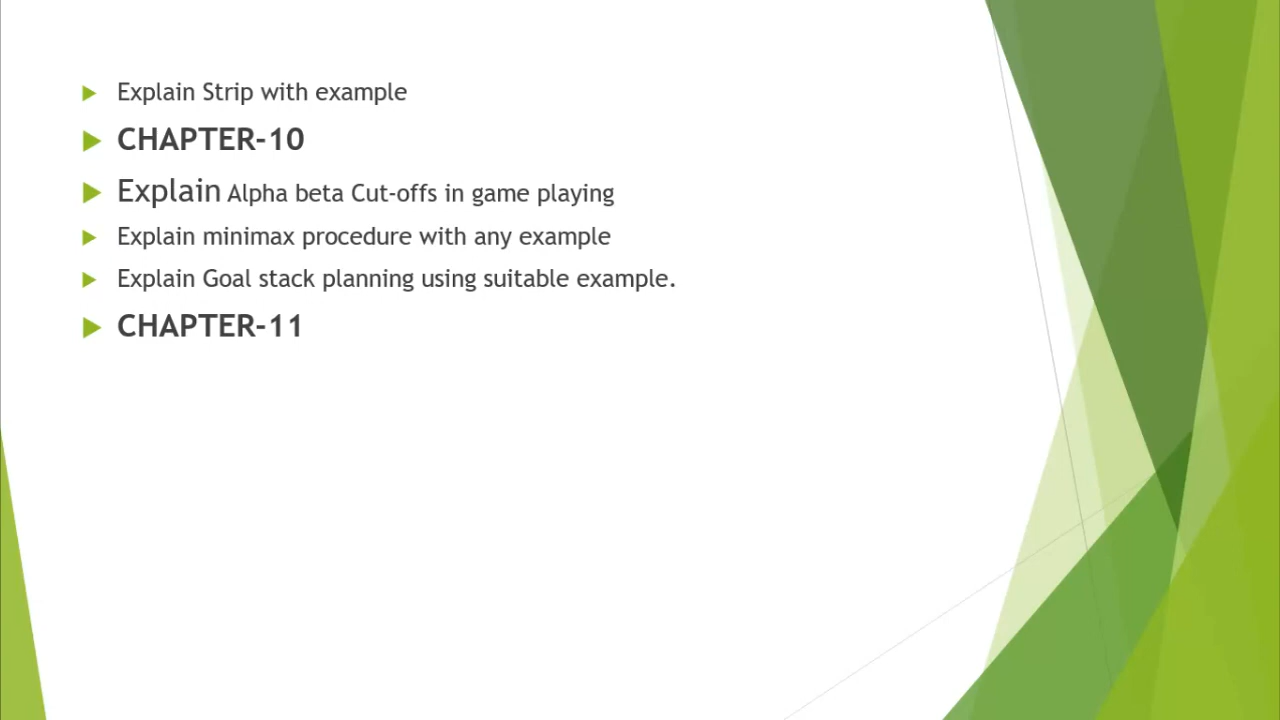 Explain Strip with example
CHAPTER-10
Explain Alpha beta Cut-offs in game playing
Explain minimax procedure with any example
Explain Goal stack planning using suitable example.
CHAPTER-11